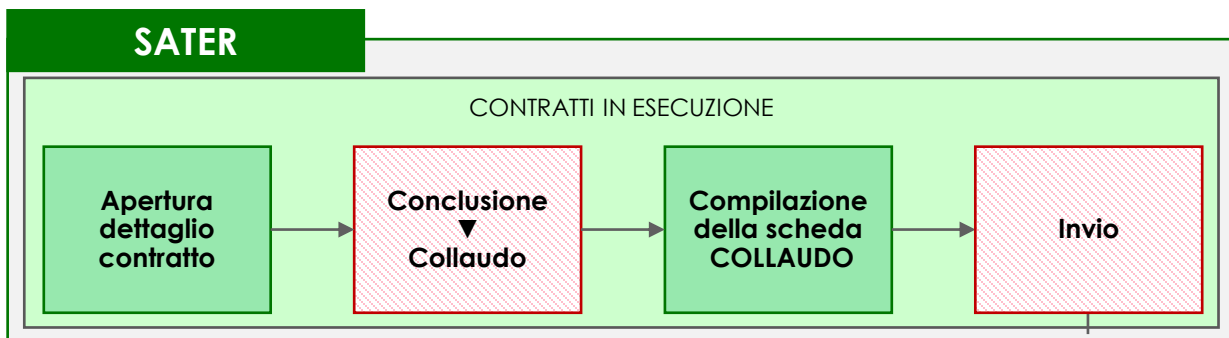 SATER
CONTRATTI IN ESECUZIONE
Apertura
dettaglio
contratto
Conclusione
▼
Collaudo
Compilazione
della scheda
COLLAUDO
Invio